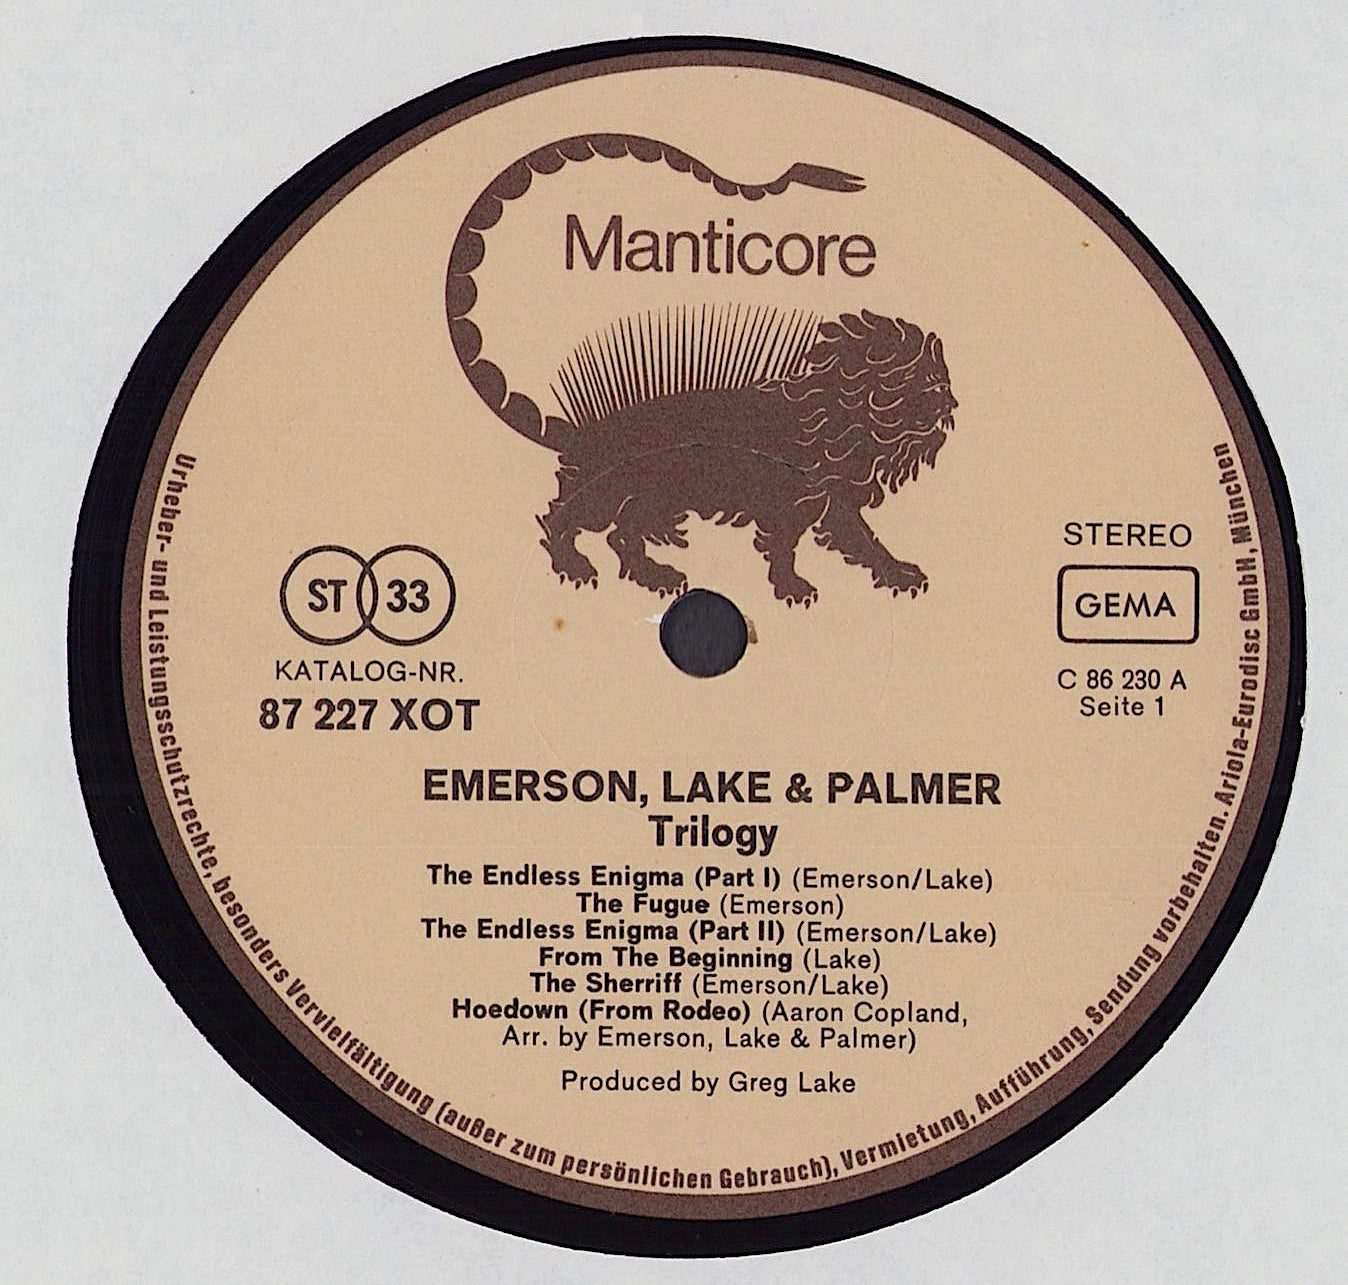 Manticore
STEREO
GEMA
C 86 230 A
Seite 1
ST 33
KATALOG-NR.
87 227 XOT
EMERSON, LAKE & PALMER
Trilogy
The Endless Enigma (Part I) (Emerson/Lake)
The Fugue (Emerson)
The Endless Enigma (Part II) (Emerson/Lake)
From The Beginning (Lake)
The Sherriff (Emerson/Lake)
Hoedown (From Rodeo) (Aaron Copland,
Arr. by Emerson, Lake & Palmer)
Produced by Greg Lake
Urheber- und Leistungsschutzrechte, besonders Vervielfältigung (außer zum persönlichen Gebrauch), Vermietung, Aufführung, Sendung vorbehalten. Ariola-Eurodisc GmbH, München